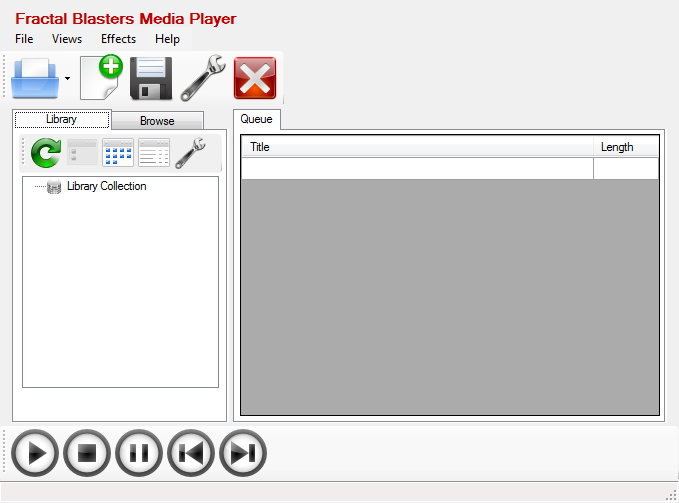 Fractal Blasters Media Player
File Views Effects Help
Library Browse Queue
Title Length
Library Collection